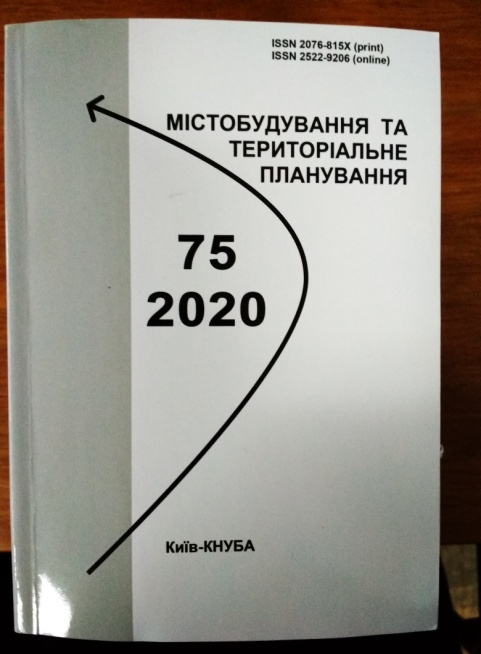 ISSN 2076-815X (print)
ISSN 2522-9206 (online)
МІСТОБУДУВАННЯ ТА
ТЕРИТОРІАЛЬНЕ
ПЛАНУВАННЯ
75
2020
Київ-КНУБА